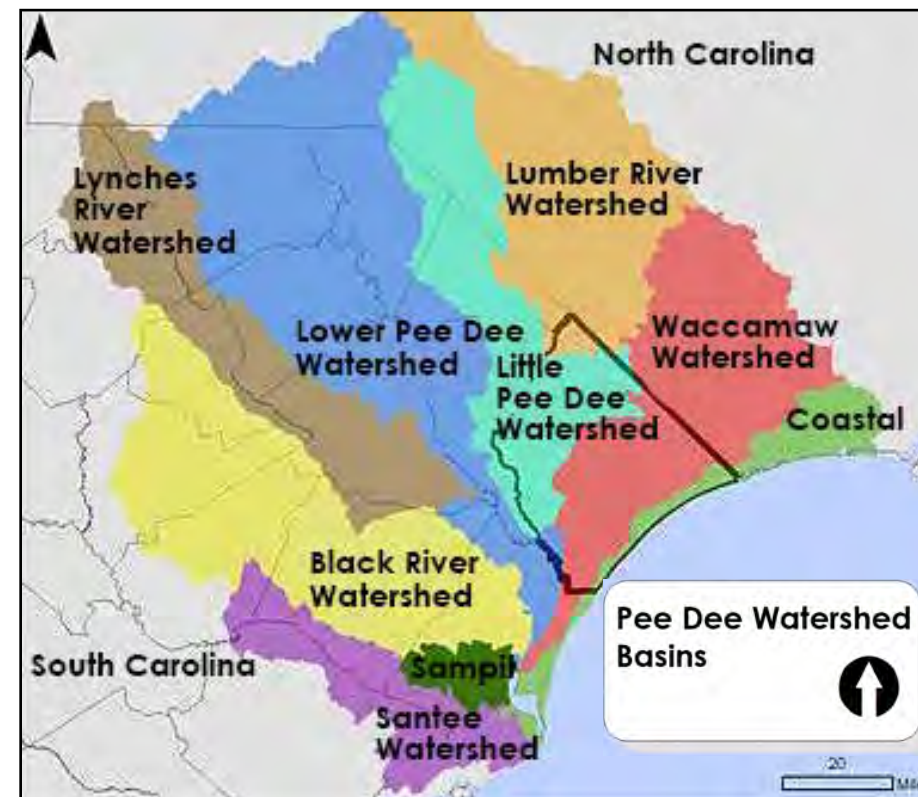 North Carolina
Lynches
River
Watershed
Lumber River
Watershed
Lower Pee Dee
Watershed
Waccamaw
Watershed
Little
Pee Dee
Watershed
Coastal
Black River
Watershed
South Carolina
Sampit
Santee
Watershed
Pee Dee Watershed
Basins
20